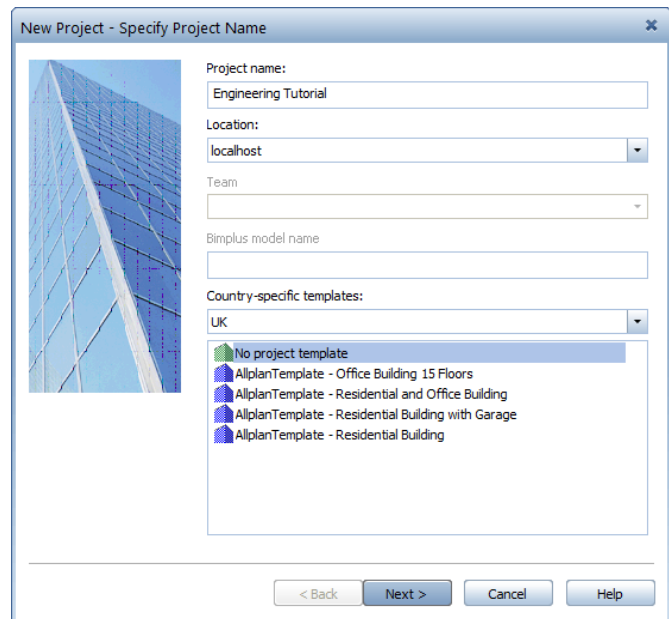 New Project - Specify Project Name
Project name:
Engineering Tutorial
Location:
localhost
Team
Bimplus model name
Country-specific templates:
UK
No project template
AllplanTemplate - Office Building 15 Floors
AllplanTemplate - Residential and Office Building
AllplanTemplate - Residential Building with Garage
AllplanTemplate - Residential Building
< Back Next > Cancel Help